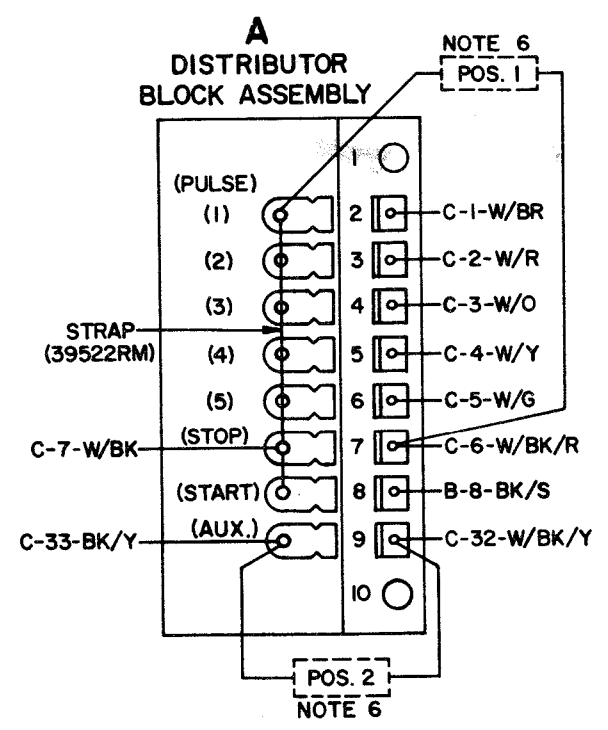 A
DISTRIBUTOR
BLOCK ASSEMBLY
NOTE 6
POS. 1
1
(PULSE)
(1) 2 C-1-W/BR
(2) 3 C-2-W/R
(3) 4 C-3-W/O
STRAP
(39522RM)
(4) 5 C-4-W/Y
(5) 6 C-5-W/G
C-7-W/BK (STOP) 7 C-6-W/BK/R
(START) 8 B-8-BK/S
C-33-BK/Y (AUX.) 9 C-32-W/BK/Y
10
POS. 2
NOTE 6